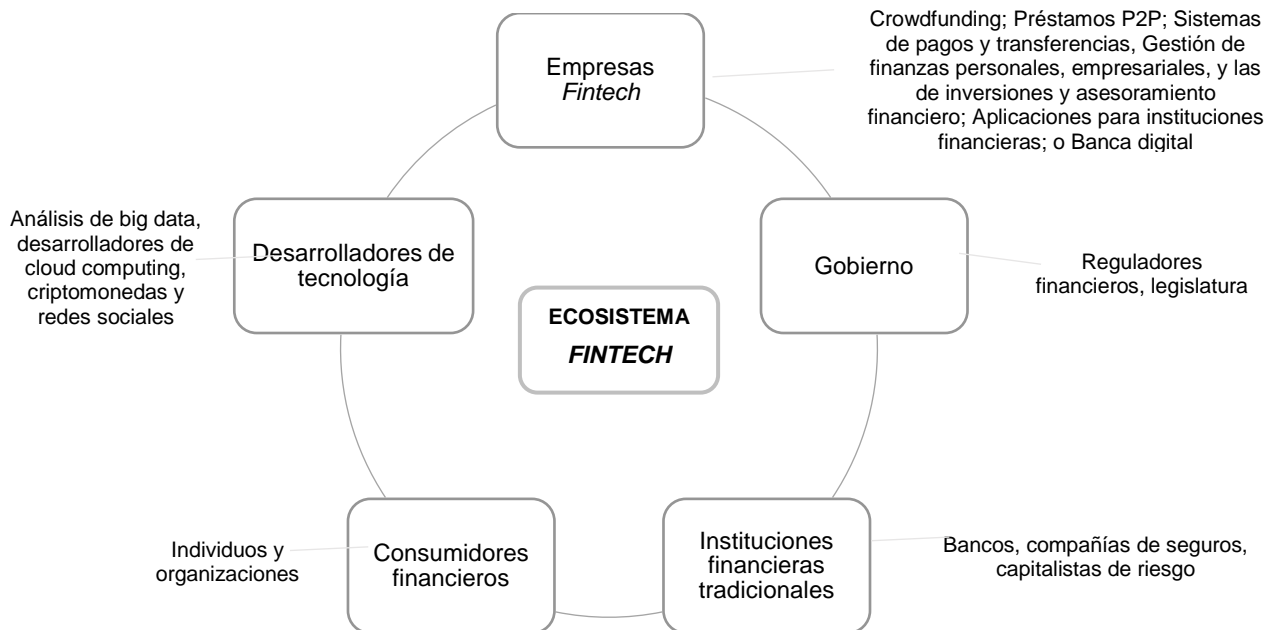 Empresas
Fintech
Crowdfunding; Préstamos P2P; Sistemas
de pagos y transferencias, Gestión de
finanzas personales, empresariales, y las
de inversiones y asesoramiento
financiero; Aplicaciones para instituciones
financieras; o Banca digital
Análisis de big data,
desarrolladores de
cloud computing,
criptomonedas y
redes sociales
Desarrolladores de
tecnología
Gobierno
Reguladores
financieros, legislatura
ECOSISTEMA
FINTECH
Individuos y
organizaciones
Consumidores
financieros
Instituciones
financieras
tradicionales
Bancos, compañías de seguros,
capitalistas de riesgo